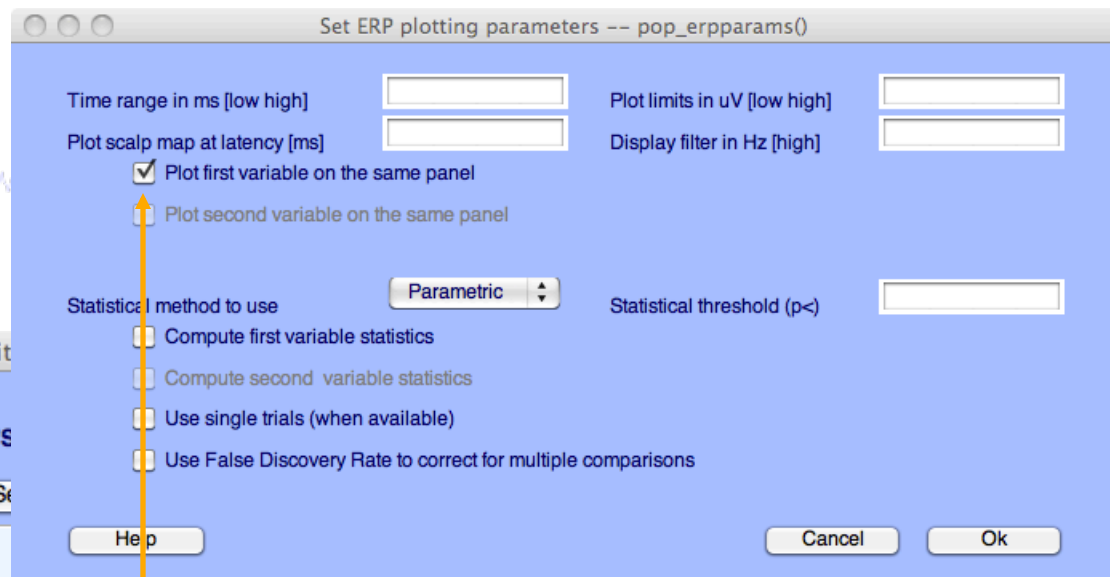 Set ERP plotting parameters -- pop_erpparams()
Time range in ms [low high]
Plot limits in uV [low high]
Plot scalp map at latency [ms]
Display filter in Hz [high]
Plot first variable on the same panel
Plot second variable on the same panel
Statistical method to use
Parametric
Statistical threshold (p<)
Compute first variable statistics
Compute second variable statistics
Use single trials (when available)
Use False Discovery Rate to correct for multiple comparisons
Help
Cancel
Ok